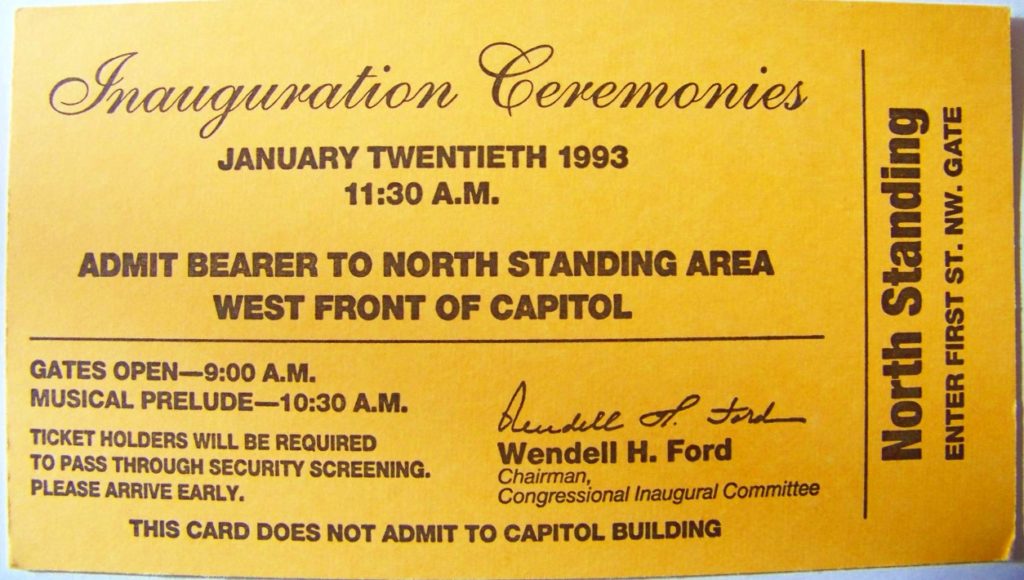 Inauguration Ceremonies
JANUARY TWENTIETH 1993
11:30 A.M.
ADMIT BEARER TO NORTH STANDING AREA
WEST FRONT OF CAPITOL
GATES OPEN—9:00 A.M.
MUSICAL PRELUDE—10:30 A.M.
TICKET HOLDERS WILL BE REQUIRED
TO PASS THROUGH SECURITY SCREENING.
PLEASE ARRIVE EARLY.
Wendell H. Ford
Wendell H. Ford
Chairman,
Congressional Inaugural Committee
THIS CARD DOES NOT ADMIT TO CAPITOL BUILDING
North Standing
ENTER FIRST ST. NW. GATE